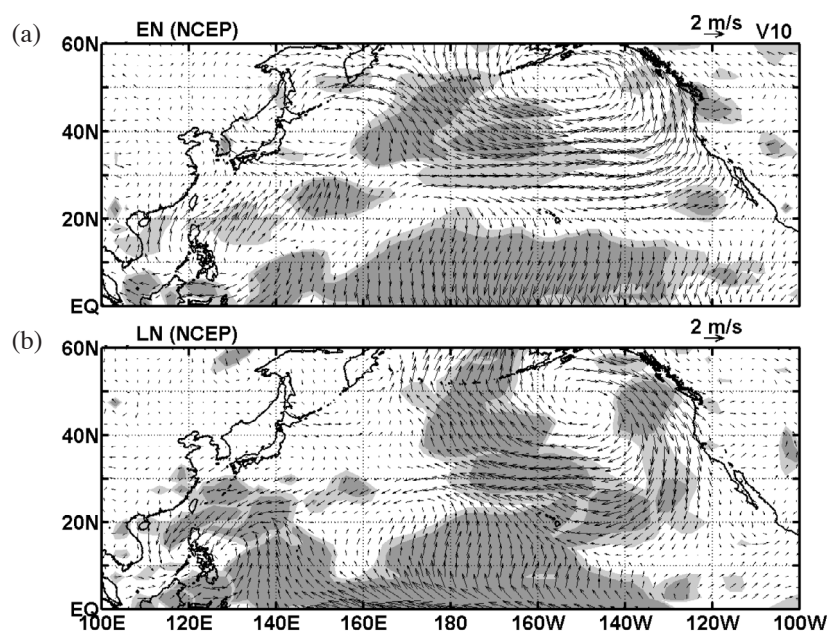 (a) EN (NCEP) 2 m/s V10
60N
40N
20N
EQ
(b) LN (NCEP) 2 m/s
60N
40N
20N
EQ
100E 120E 140E 160E 180 160W 140W 120W 100W